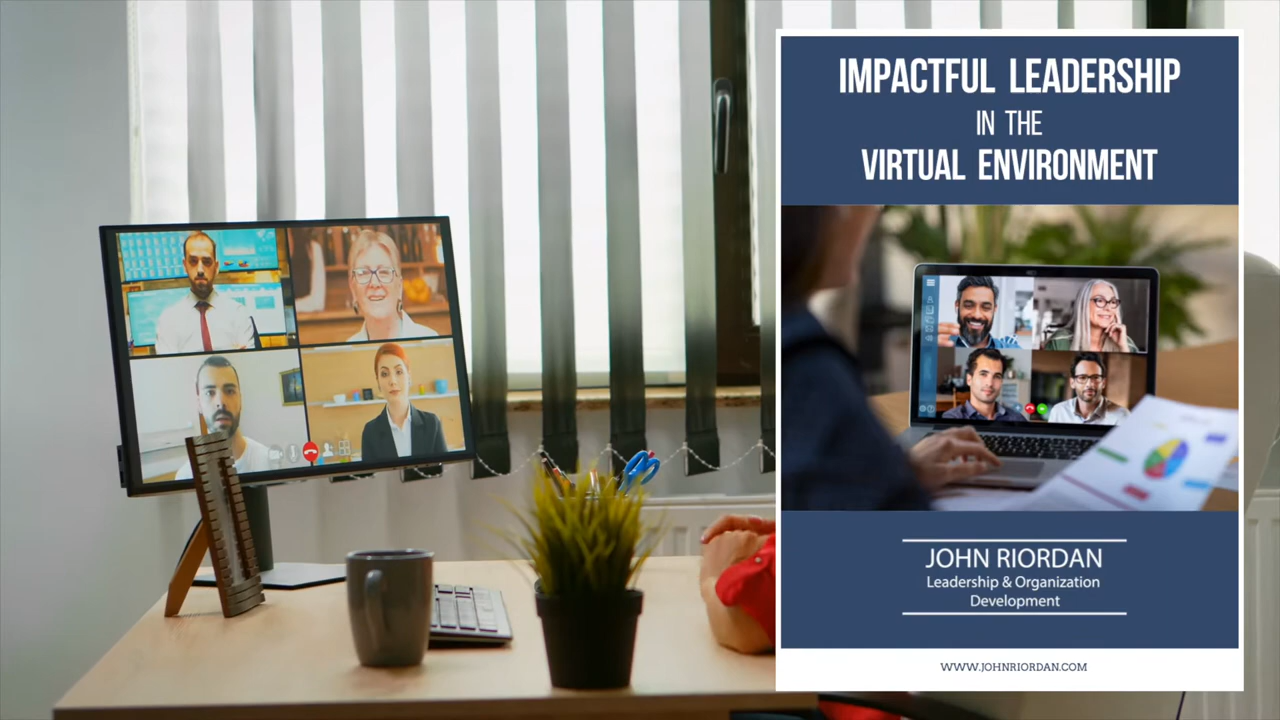 IMPACTFUL LEADERSHIP
IN THE
VIRTUAL ENVIRONMENT
JOHN RIORDAN
Leadership & Organization
Development
WWW.JOHNRIORDAN.COM